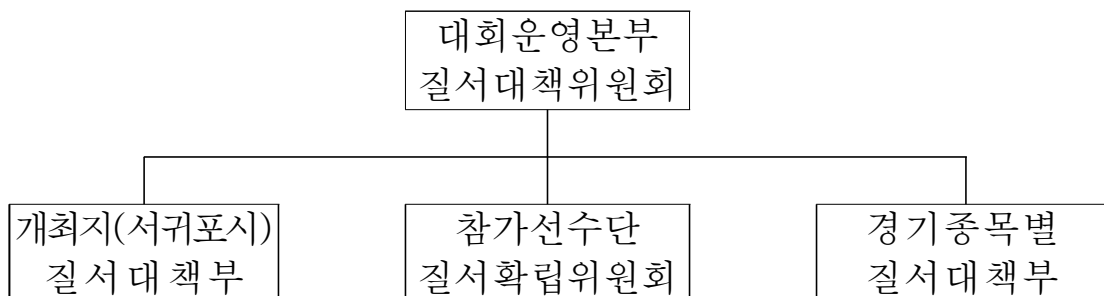 대회운영본부
질서대책위원회
개최지(서귀포시)
질서대책부
참가선수단
질서확립위원회
경기종목별
질서대책부